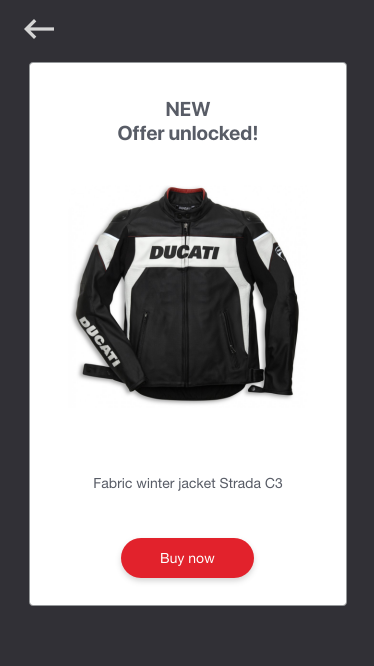 NEW
Offer unlocked!
DUCATI
DUCATI
Fabric winter jacket Strada C3
Buy now